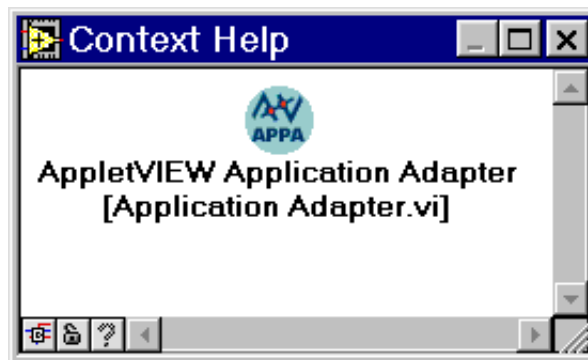 Context Help
APPA
AppletVIEW Application Adapter
[Application Adapter.vi]
?